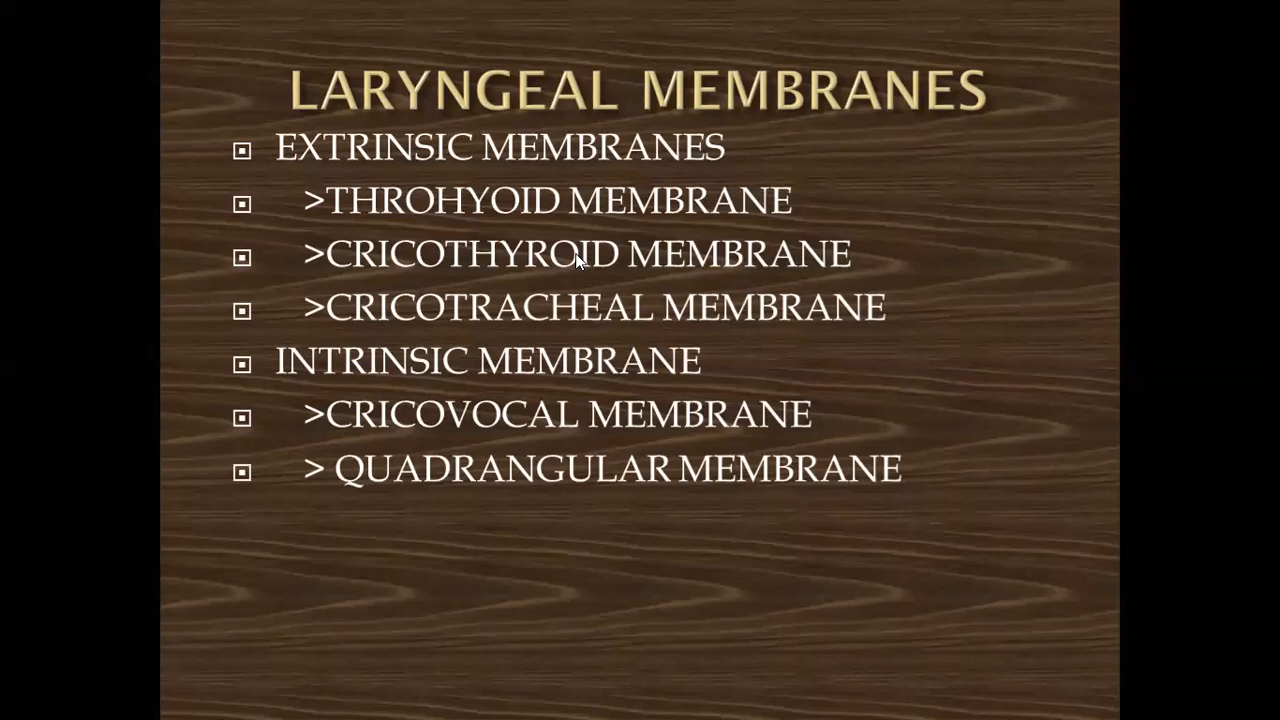 LARYNGEAL MEMBRANES
EXTRINSIC MEMBRANES
>THROHYOID MEMBRANE
>CRICOTHYROID MEMBRANE
>CRICOTRACHEAL MEMBRANE
INTRINSIC MEMBRANE
>CRICOVOCAL MEMBRANE
> QUADRANGULAR MEMBRANE